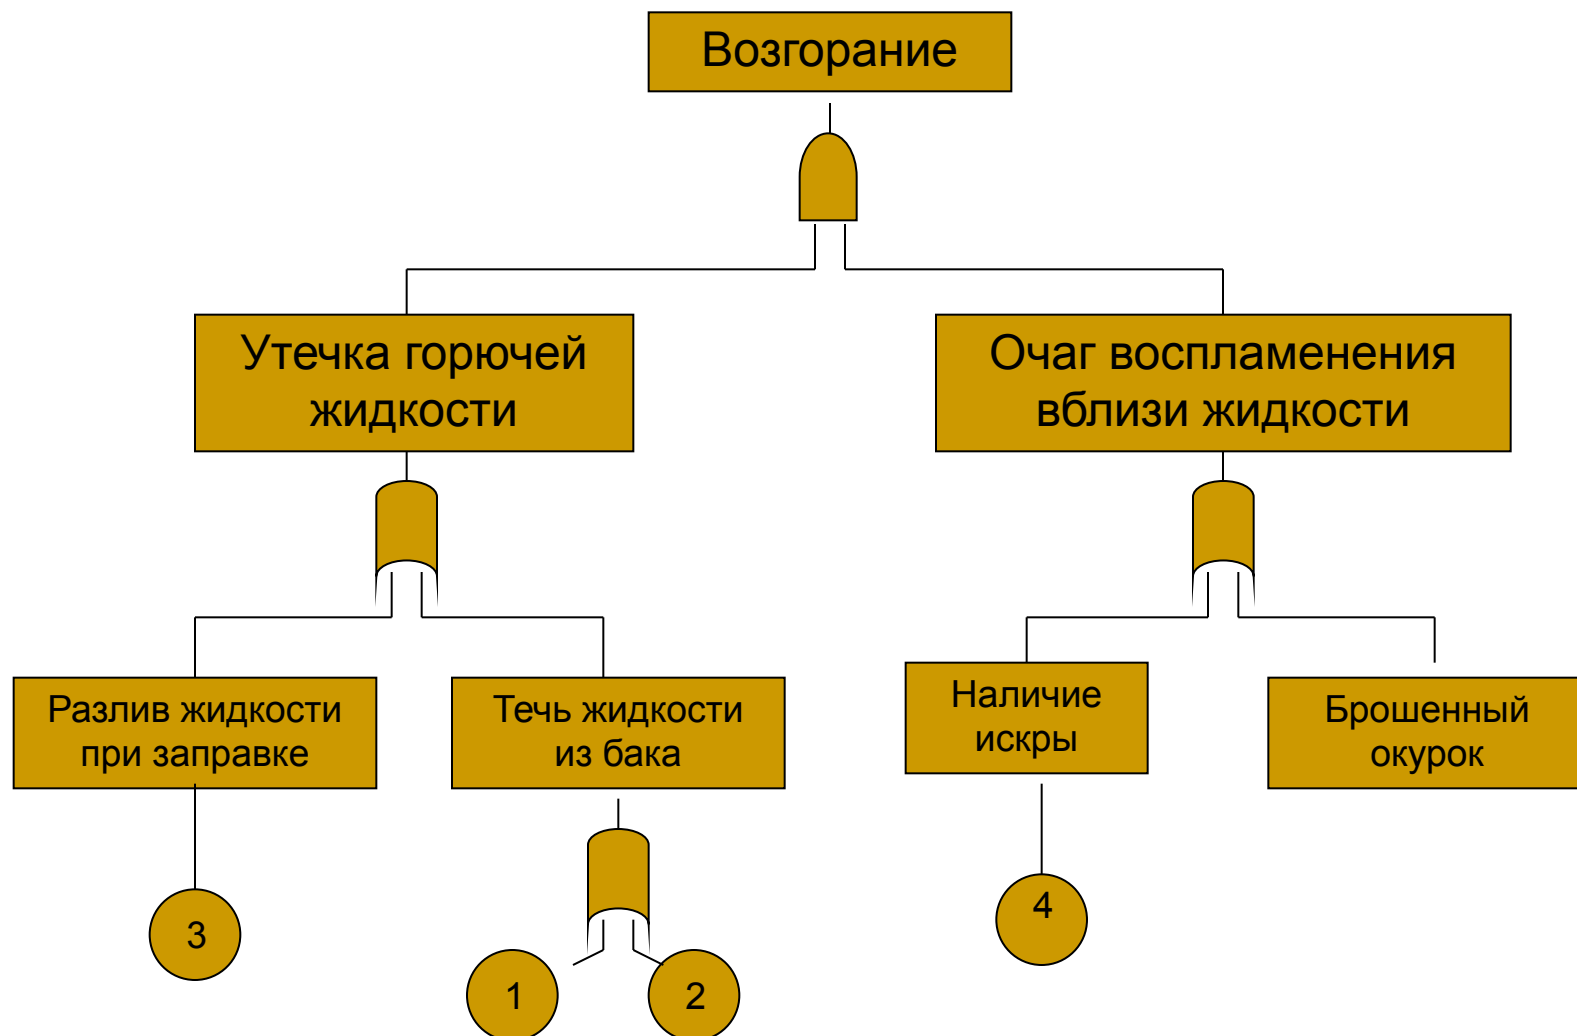 Возгорание
Утечка горючей
жидкости
Очаг воспламенения
вблизи жидкости
Разлив жидкости
при заправке
Течь жидкости
из бака
Наличие
искры
Брошенный
окурок
3
1
2
4